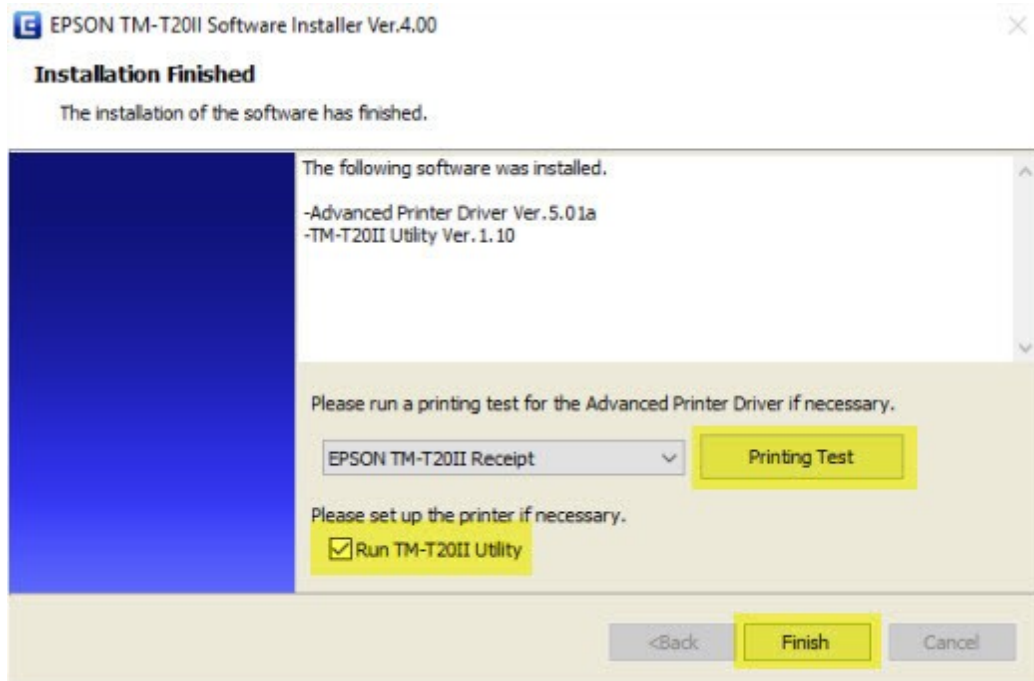 EPSON TM-T20II Software Installer Ver.4.00
Installation Finished
The installation of the software has finished.
The following software was installed.
-Advanced Printer Driver Ver.5.01a
-TM-T20II Utility Ver.1.10
Please run a printing test for the Advanced Printer Driver if necessary.
EPSON TM-T20II Receipt
Printing Test
Please set up the printer if necessary.
Run TM-T20II Utility
<Back
Finish
Cancel